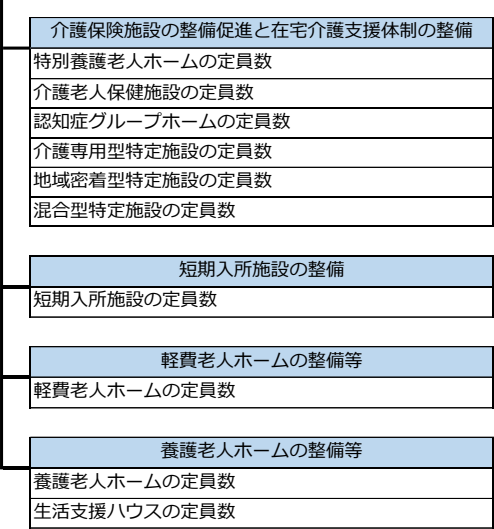 介護保険施設の整備促進と在宅介護支援体制の整備
特別養護老人ホームの定員数
介護老人保健施設の定員数
認知症グループホームの定員数
介護専用型特定施設の定員数
地域密着型特定施設の定員数
混合型特定施設の定員数
短期入所施設の整備
短期入所施設の定員数
軽費老人ホームの整備等
軽費老人ホームの定員数
養護老人ホームの整備等
養護老人ホームの定員数
生活支援ハウスの定員数